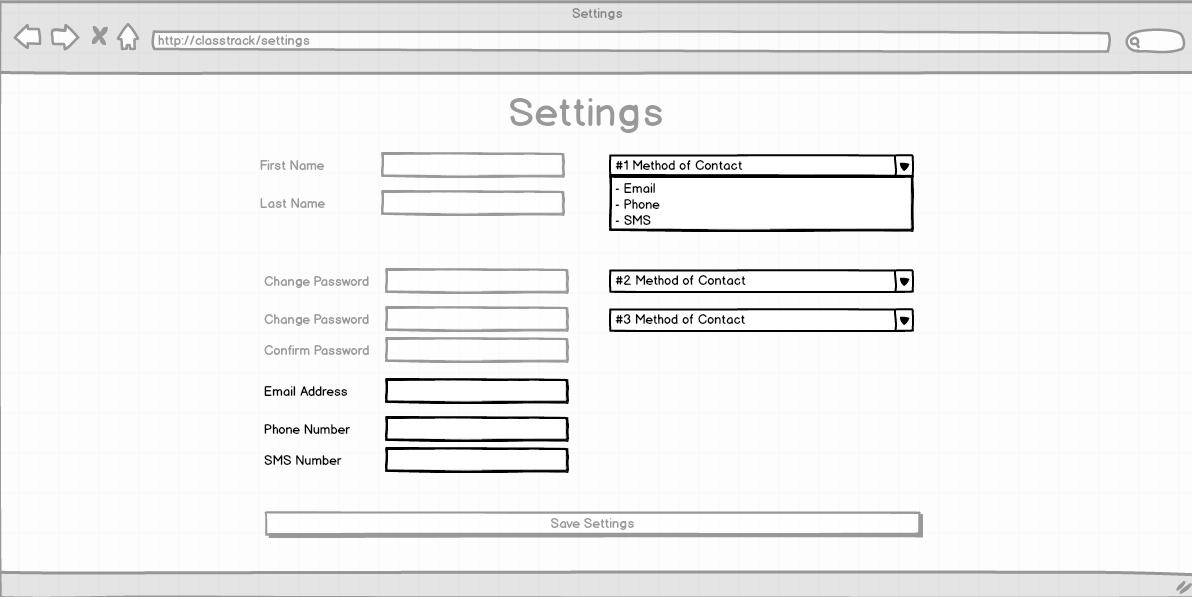 Settings
http://classtrack/settings
Settings
First Name
Last Name
Change Password
Change Password
Confirm Password
Email Address
Phone Number
SMS Number
#1 Method of Contact
- Email
- Phone
- SMS
#2 Method of Contact
#3 Method of Contact
Save Settings